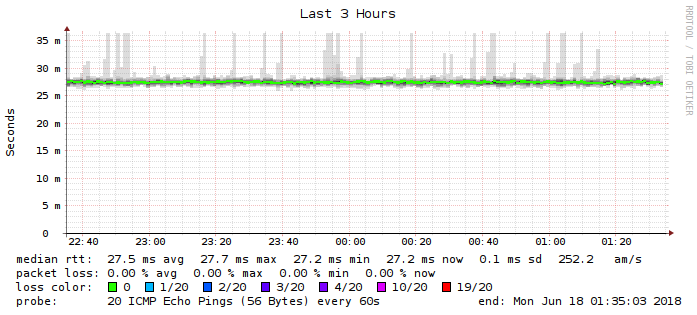 Last 3 Hours
RRDTOOL / TOBI OETIKER
Seconds
35 m
30 m
25 m
20 m
15 m
10 m
5 m
0
22:40 23:00 23:20 23:40 00:00 00:20 00:40 01:00 01:20
median rtt: 27.5 ms avg 27.7 ms max 27.2 ms min 27.2 ms now 0.1 ms sd 252.2 am/s
packet loss: 0.00 % avg 0.00 % max 0.00 % min 0.00 % now
loss color: 0 1/20 2/20 3/20 4/20 10/20 19/20
probe: 20 ICMP Echo Pings (56 Bytes) every 60s end: Mon Jun 18 01:35:03 2018